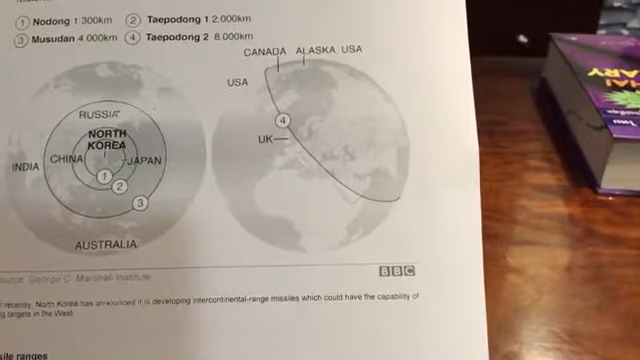 ① Nodong 1.300km ② Taepodong 1 2.000km
③ Musudan 4.000km ④ Taepodong 2 8.000km
CANADA ALASKA, USA
USA
RUSSIA
④
NORTH
KOREA
UK
CHINA JAPAN
INDIA
①
②
③
AUSTRALIA
BBC
George C Marshall Institute
recently, North Korea has announced it is developing intercontinental-range missiles which could have the capability of
targets in the West
ranges